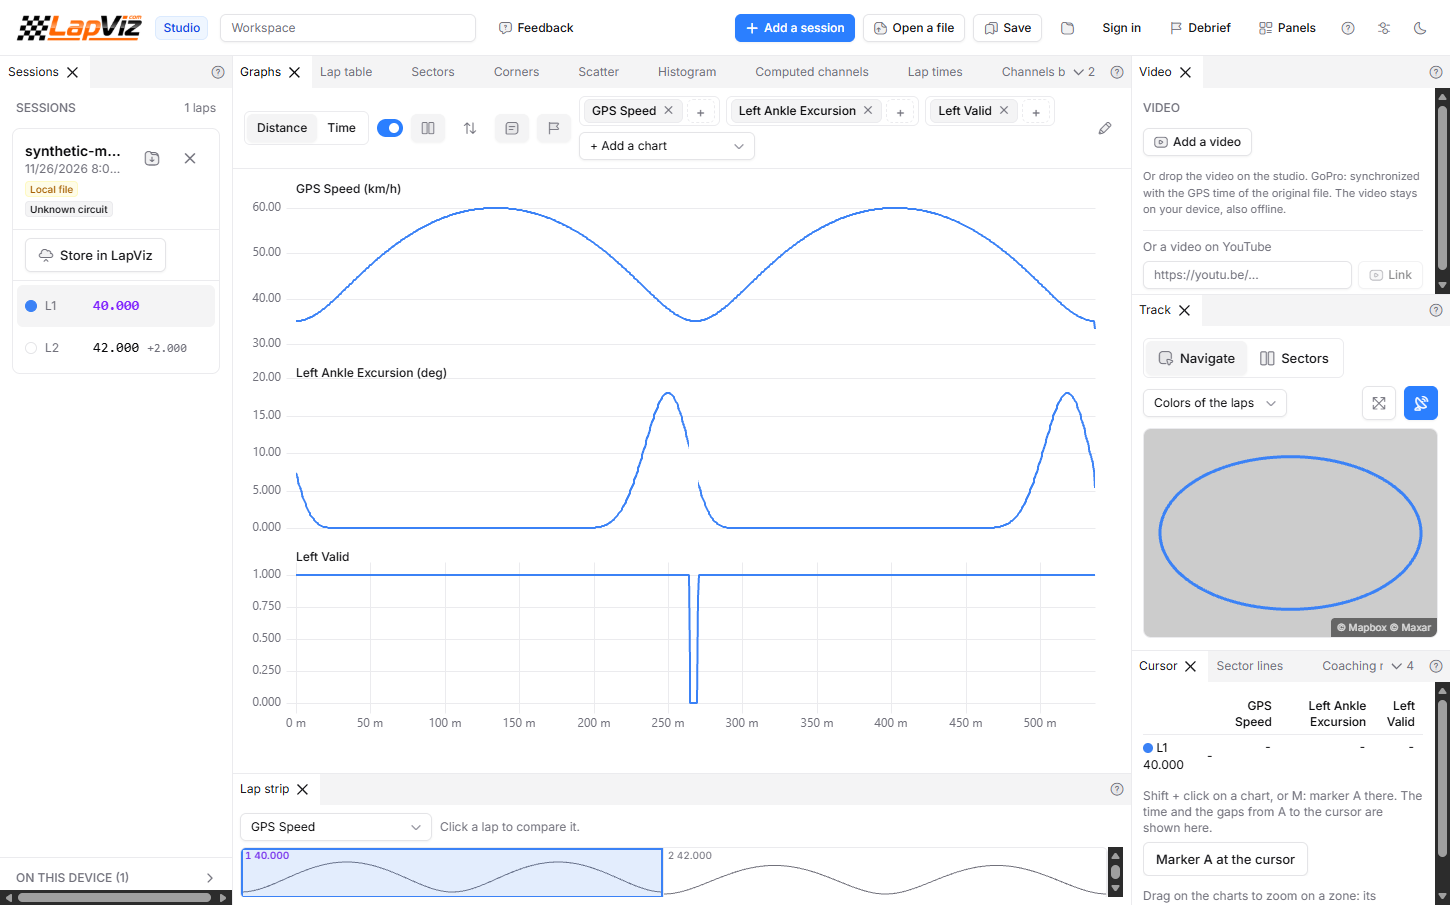 LapViz.com
Studio
Workspace
Feedback
Add a session
Open a file
Save
Sign in
Debrief
Panels
Sessions
SESSIONS
1 laps
synthetic-m...
11/26/2026 8:0...
Local file
Unknown circuit
Store in LapViz
L1 40.000
L2 42.000 +2.000
ON THIS DEVICE (1)
Graphs
Lap table
Sectors
Corners
Scatter
Histogram
Computed channels
Lap times
Channels b
2
Distance
Time
GPS Speed
+
Left Ankle Excursion
+
Left Valid
+
+ Add a chart
GPS Speed (km/h)
60.00
50.00
40.00
30.00
Left Ankle Excursion (deg)
20.00
15.00
10.00
5.000
0.000
Left Valid
1.000
0.750
0.500
0.250
0.000
0 m 50 m 100 m 150 m 200 m 250 m 300 m 350 m 400 m 450 m 500 m
Lap strip
GPS Speed
Click a lap to compare it.
1 40.000
2 42.000
Video
VIDEO
Add a video
Or drop the video on the studio. GoPro: synchronized
with the GPS time of the original file. The video stays
on your device, also offline.
Or a video on YouTube
https://youtu.be/...
Link
Track
Navigate
Sectors
Colors of the laps
© Mapbox © Maxar
Cursor
Sector lines
Coaching r
4
GPS Left Ankle Left
Speed Excursion Valid
L1
40.000 - - - -
Shift + click on a chart, or M: marker A there. The
time and the gaps from A to the cursor are
shown here.
Marker A at the cursor
Drag on the charts to zoom on a zone: its